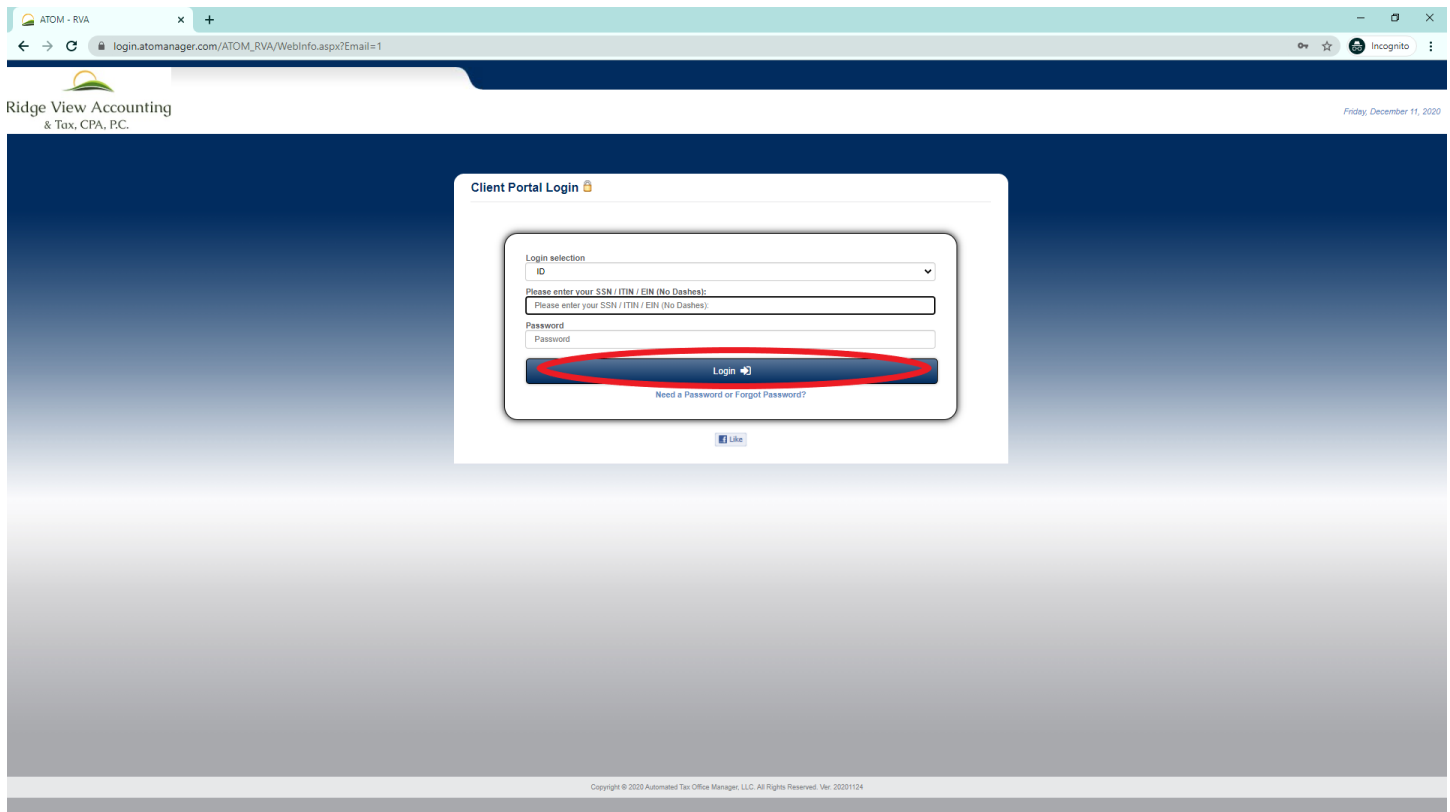 ATOM - RVA
login.atomanager.com/ATOM_RVA/WebInfo.aspx?Email=1
Incognito
Ridge View Accounting
& Tax, CPA, P.C.
Friday, December 11, 2020
Client Portal Login
Login selection
ID
Please enter your SSN / ITIN / EIN (No Dashes):
Please enter your SSN / ITIN / EIN (No Dashes):
Password
Password
Login
Need a Password or Forgot Password?
Like
Copyright © 2020 Automated Tax Office Manager, LLC. All Rights Reserved. Ver. 20201124